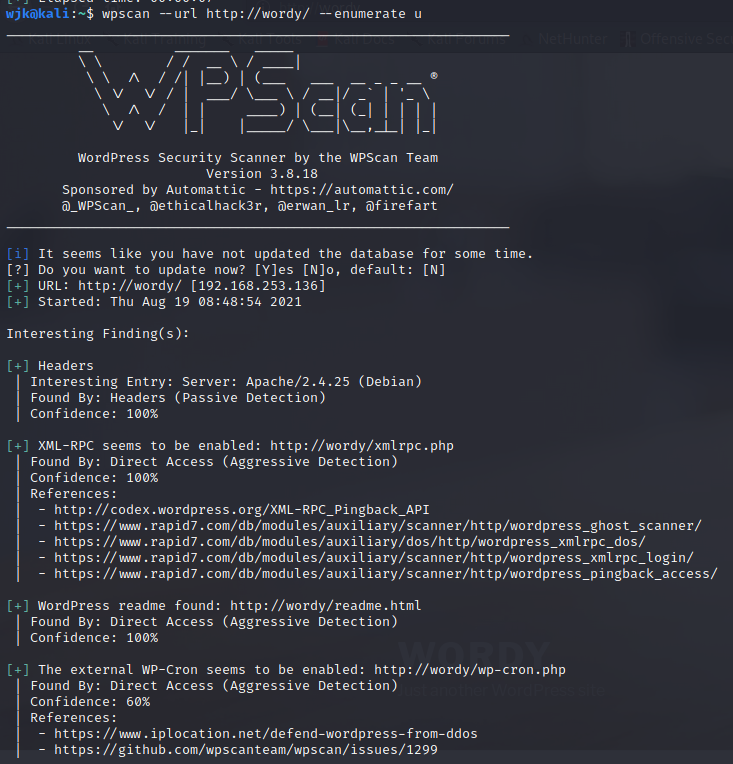 [+] Elapsed time: 00:00:07
wjk@kali:~$ wpscan --url http://wordy/ --enumerate u
WPScan ®
WordPress Security Scanner by the WPScan Team
Version 3.8.18
Sponsored by Automattic - https://automattic.com/
@_WPScan_, @ethicalhack3r, @erwan_lr, @firefart
[i] It seems like you have not updated the database for some time.
[?] Do you want to update now? [Y]es [N]o, default: [N]
[+] URL: http://wordy/ [192.168.253.136]
[+] Started: Thu Aug 19 08:48:54 2021
Interesting Finding(s):
[+] Headers
| Interesting Entry: Server: Apache/2.4.25 (Debian)
| Found By: Headers (Passive Detection)
| Confidence: 100%
[+] XML-RPC seems to be enabled: http://wordy/xmlrpc.php
| Found By: Direct Access (Aggressive Detection)
| Confidence: 100%
| References:
|  - http://codex.wordpress.org/XML-RPC_Pingback_API
|  - https://www.rapid7.com/db/modules/auxiliary/scanner/http/wordpress_ghost_scanner/
|  - https://www.rapid7.com/db/modules/auxiliary/dos/http/wordpress_xmlrpc_dos/
|  - https://www.rapid7.com/db/modules/auxiliary/scanner/http/wordpress_xmlrpc_login/
|  - https://www.rapid7.com/db/modules/auxiliary/scanner/http/wordpress_pingback_access/
[+] WordPress readme found: http://wordy/readme.html
| Found By: Direct Access (Aggressive Detection)
| Confidence: 100%
[+] The external WP-Cron seems to be enabled: http://wordy/wp-cron.php
| Found By: Direct Access (Aggressive Detection)
| Confidence: 60%
| References:
|  - https://www.iplocation.net/defend-wordpress-from-ddos
|  - https://github.com/wpscanteam/wpscan/issues/1299
WORDY